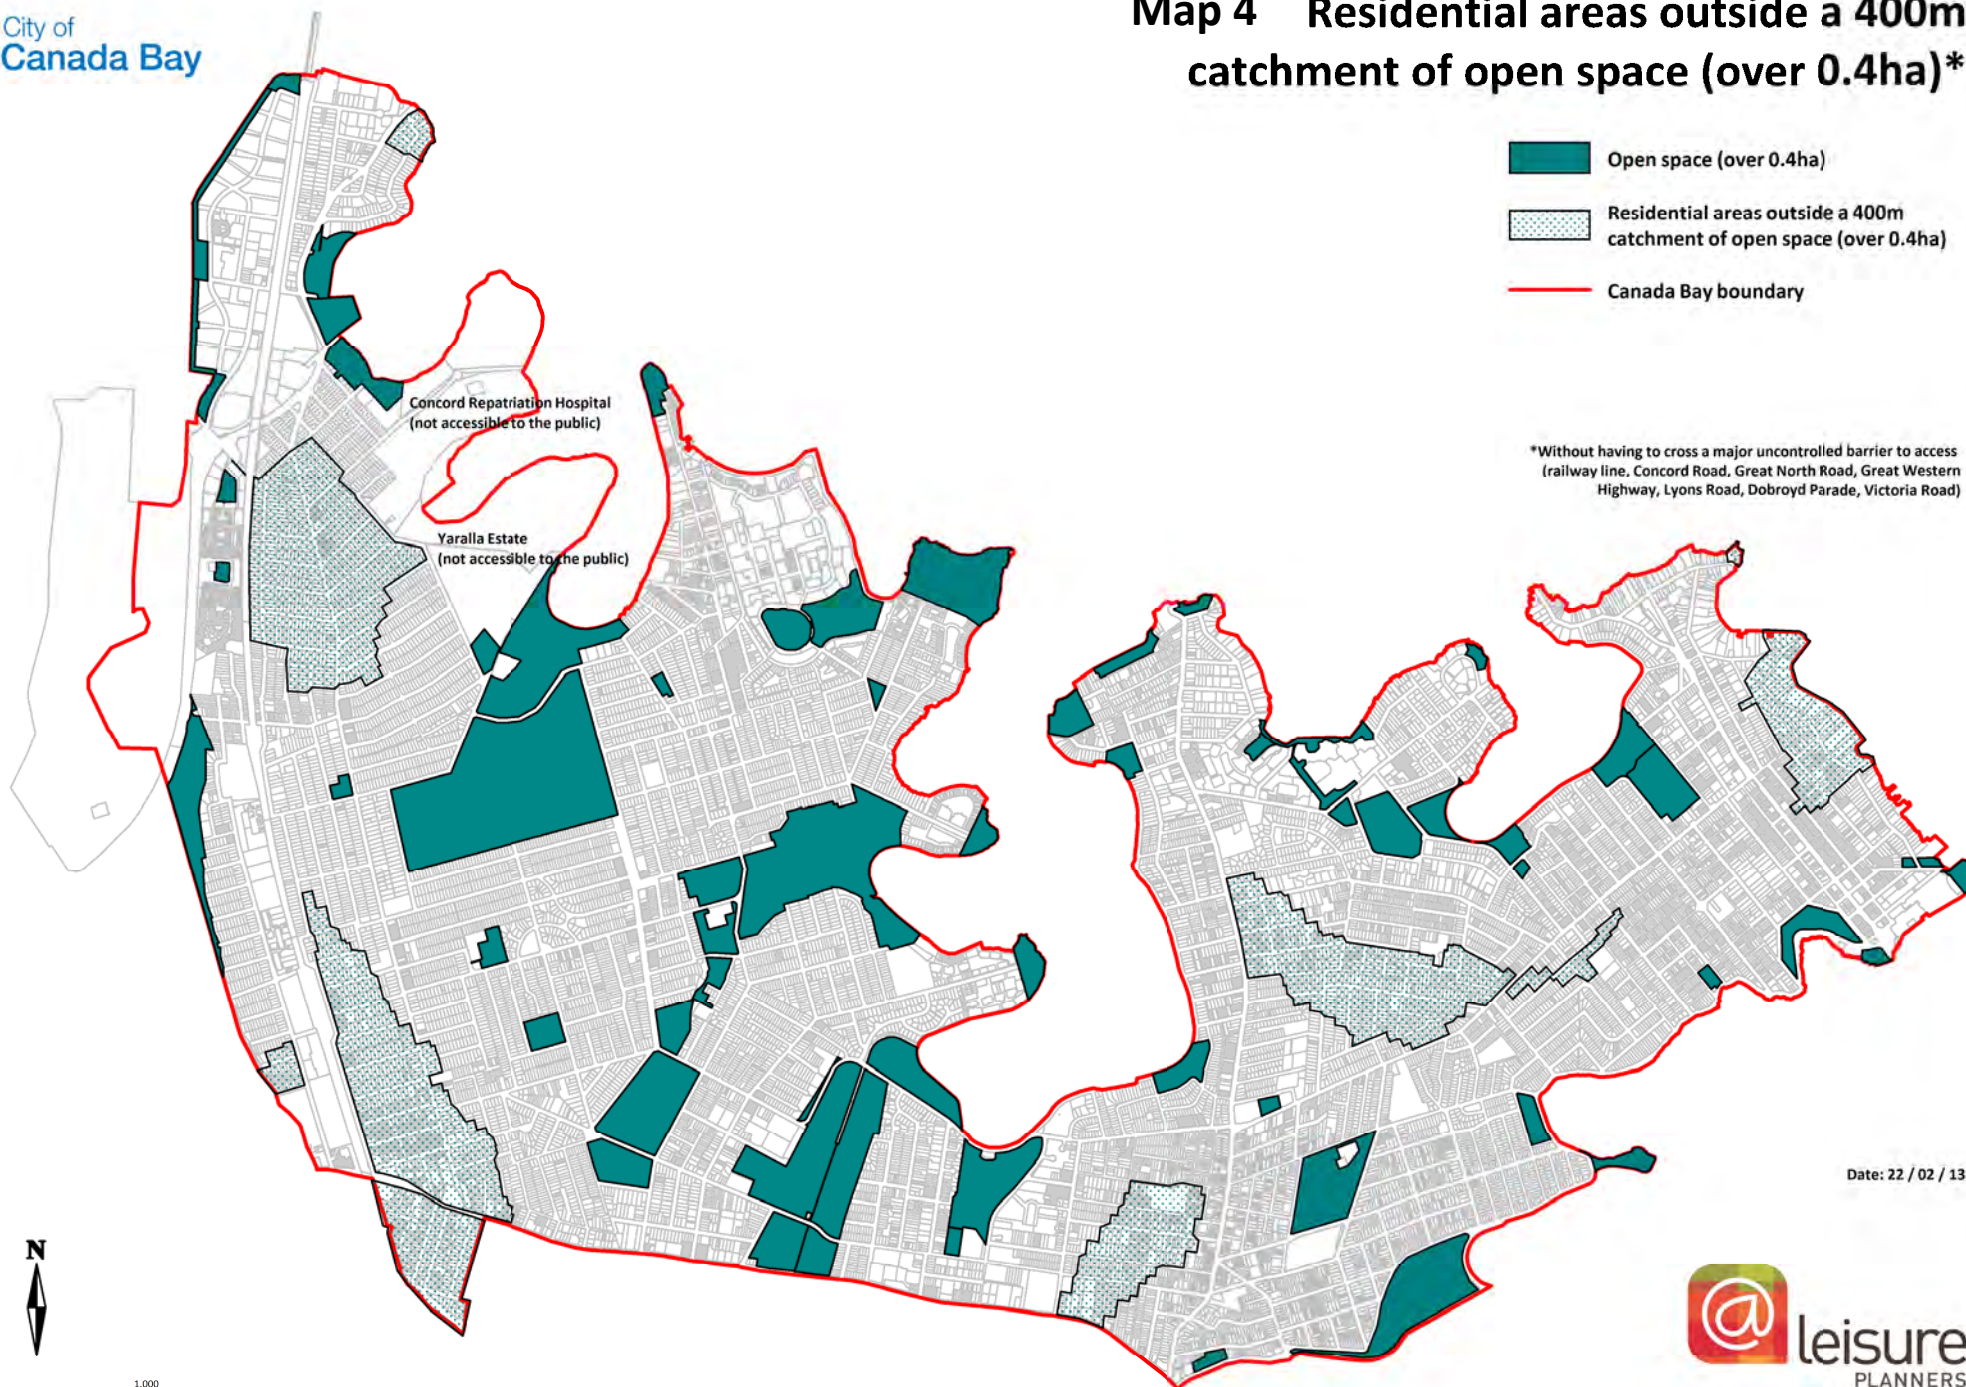 City of
Canada Bay
Map 4 Residential areas outside a 400m
catchment of open space (over 0.4ha)*
Open space (over 0.4ha)
Residential areas outside a 400m
catchment of open space (over 0.4ha)
Canada Bay boundary
Concord Repatriation Hospital
(not accessible to the public)
*Without having to cross a major uncontrolled barrier to access
(railway line, Concord Road, Great North Road, Great Western
Highway, Lyons Road, Dobroyd Parade, Victoria Road)
Yaralla Estate
(not accessible to the public)
Date: 22 / 02 / 13
N
@leisure
PLANNERS
1,000